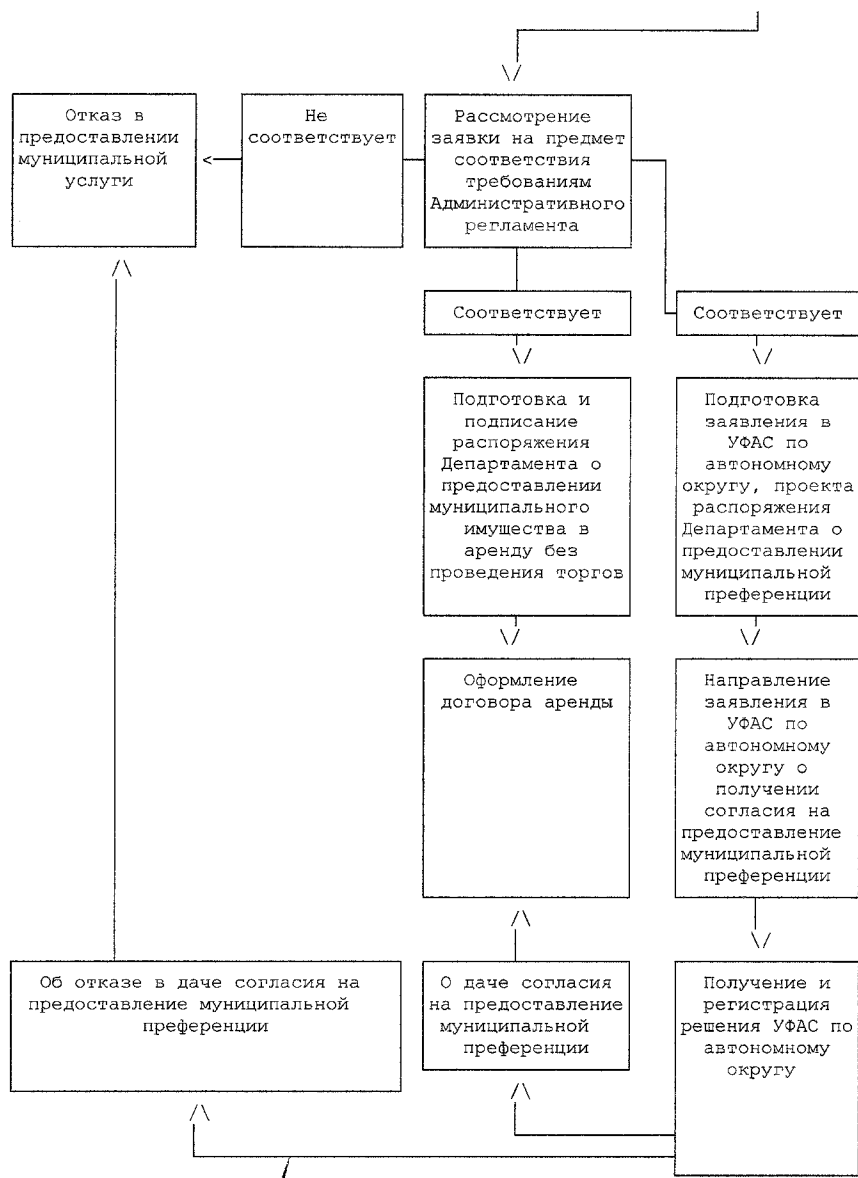 Отказ в
предоставлении
муниципальной
услуги
Не
соответствует
Рассмотрение
заявки на предмет
соответствия
требованиям
Административного
регламента
Соответствует
Соответствует
Подготовка и
подписание
распоряжения
Департамента о
предоставлении
муниципального
имущества в
аренду без
проведения торгов
Подготовка
заявления в
УФАС по
автономному
округу, проекта
распоряжения
Департамента о
предоставлении
муниципальной
преференции
Оформление
договора аренды
Направление
заявления в
УФАС по
автономному
округу о
получении
согласия на
предоставление
муниципальной
преференции
Об отказе в даче согласия на
предоставление муниципальной
преференции
О даче согласия
на предоставление
муниципальной
преференции
Получение и
регистрация
решения УФАС по
автономному
округу